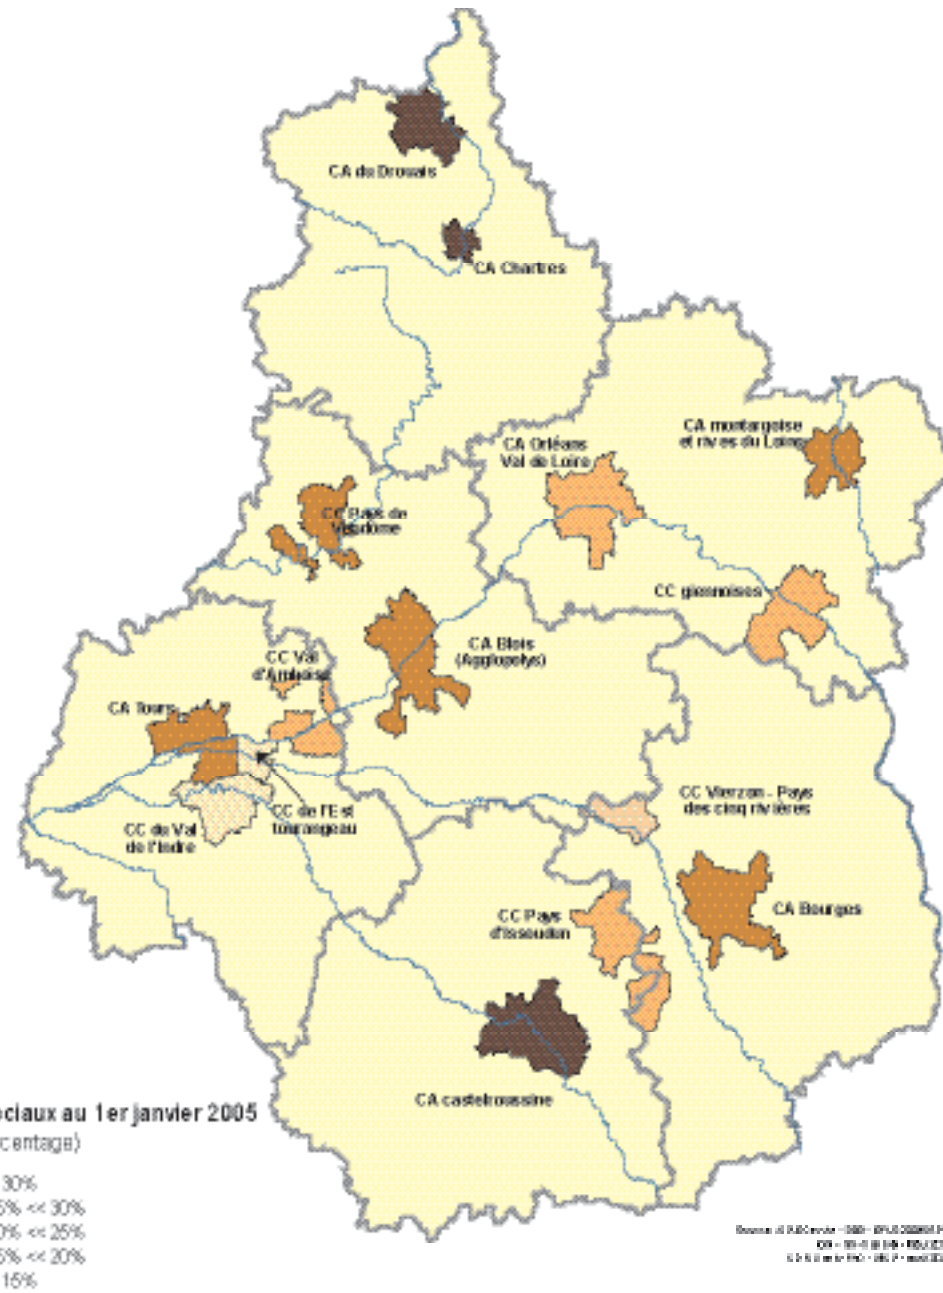 CA du Drouais
CA Chartres
CA montargoise
et rives du Loing
CA Orléans
Val de Loire
CC Pays de
Vendôme
CC giennoises
CA Blois
(Agglopolys)
CC Val
d'Amboise
CA Tours
CC Vierzon - Pays
des cinq rivières
CC de l'Est
tourangeau
CC du Val
de l'Indre
CA Bourges
CC Pays
d'Issoudun
CA castelroussine
ciaux au 1er janvier 2005
centage)
30%
5% << 30%
0% << 25%
5% << 20%
15%